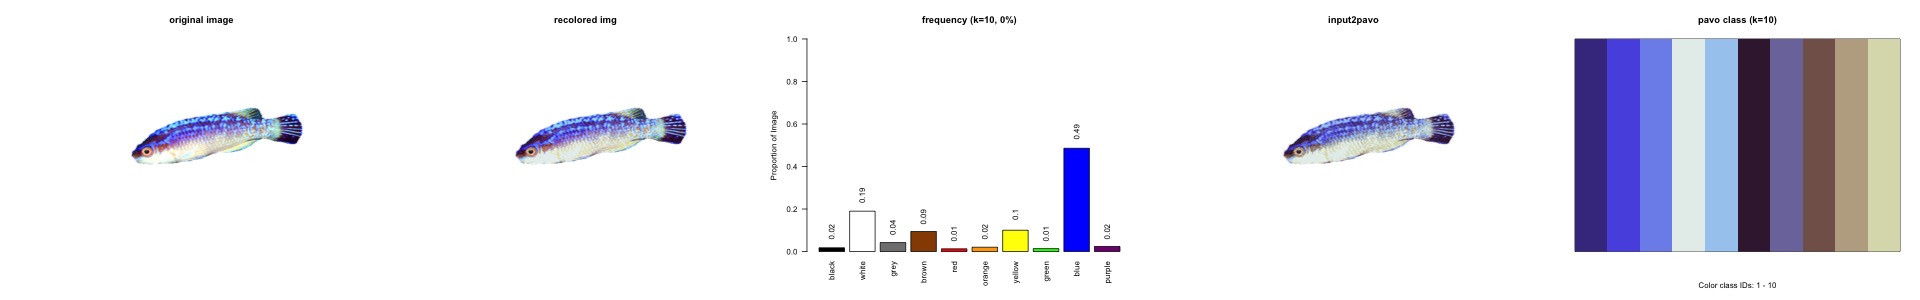 original image
recolored img
frequency (k=10, 0%)
input2pavo
pavo class (k=10)
Proportion of Image
1.0
0.8
0.6
0.4
0.2
0.0
0.02
0.19
0.04
0.09
0.01
0.02
0.1
0.01
0.49
0.02
black
white
grey
brown
red
orange
yellow
green
blue
purple
Color class IDs: 1 - 10